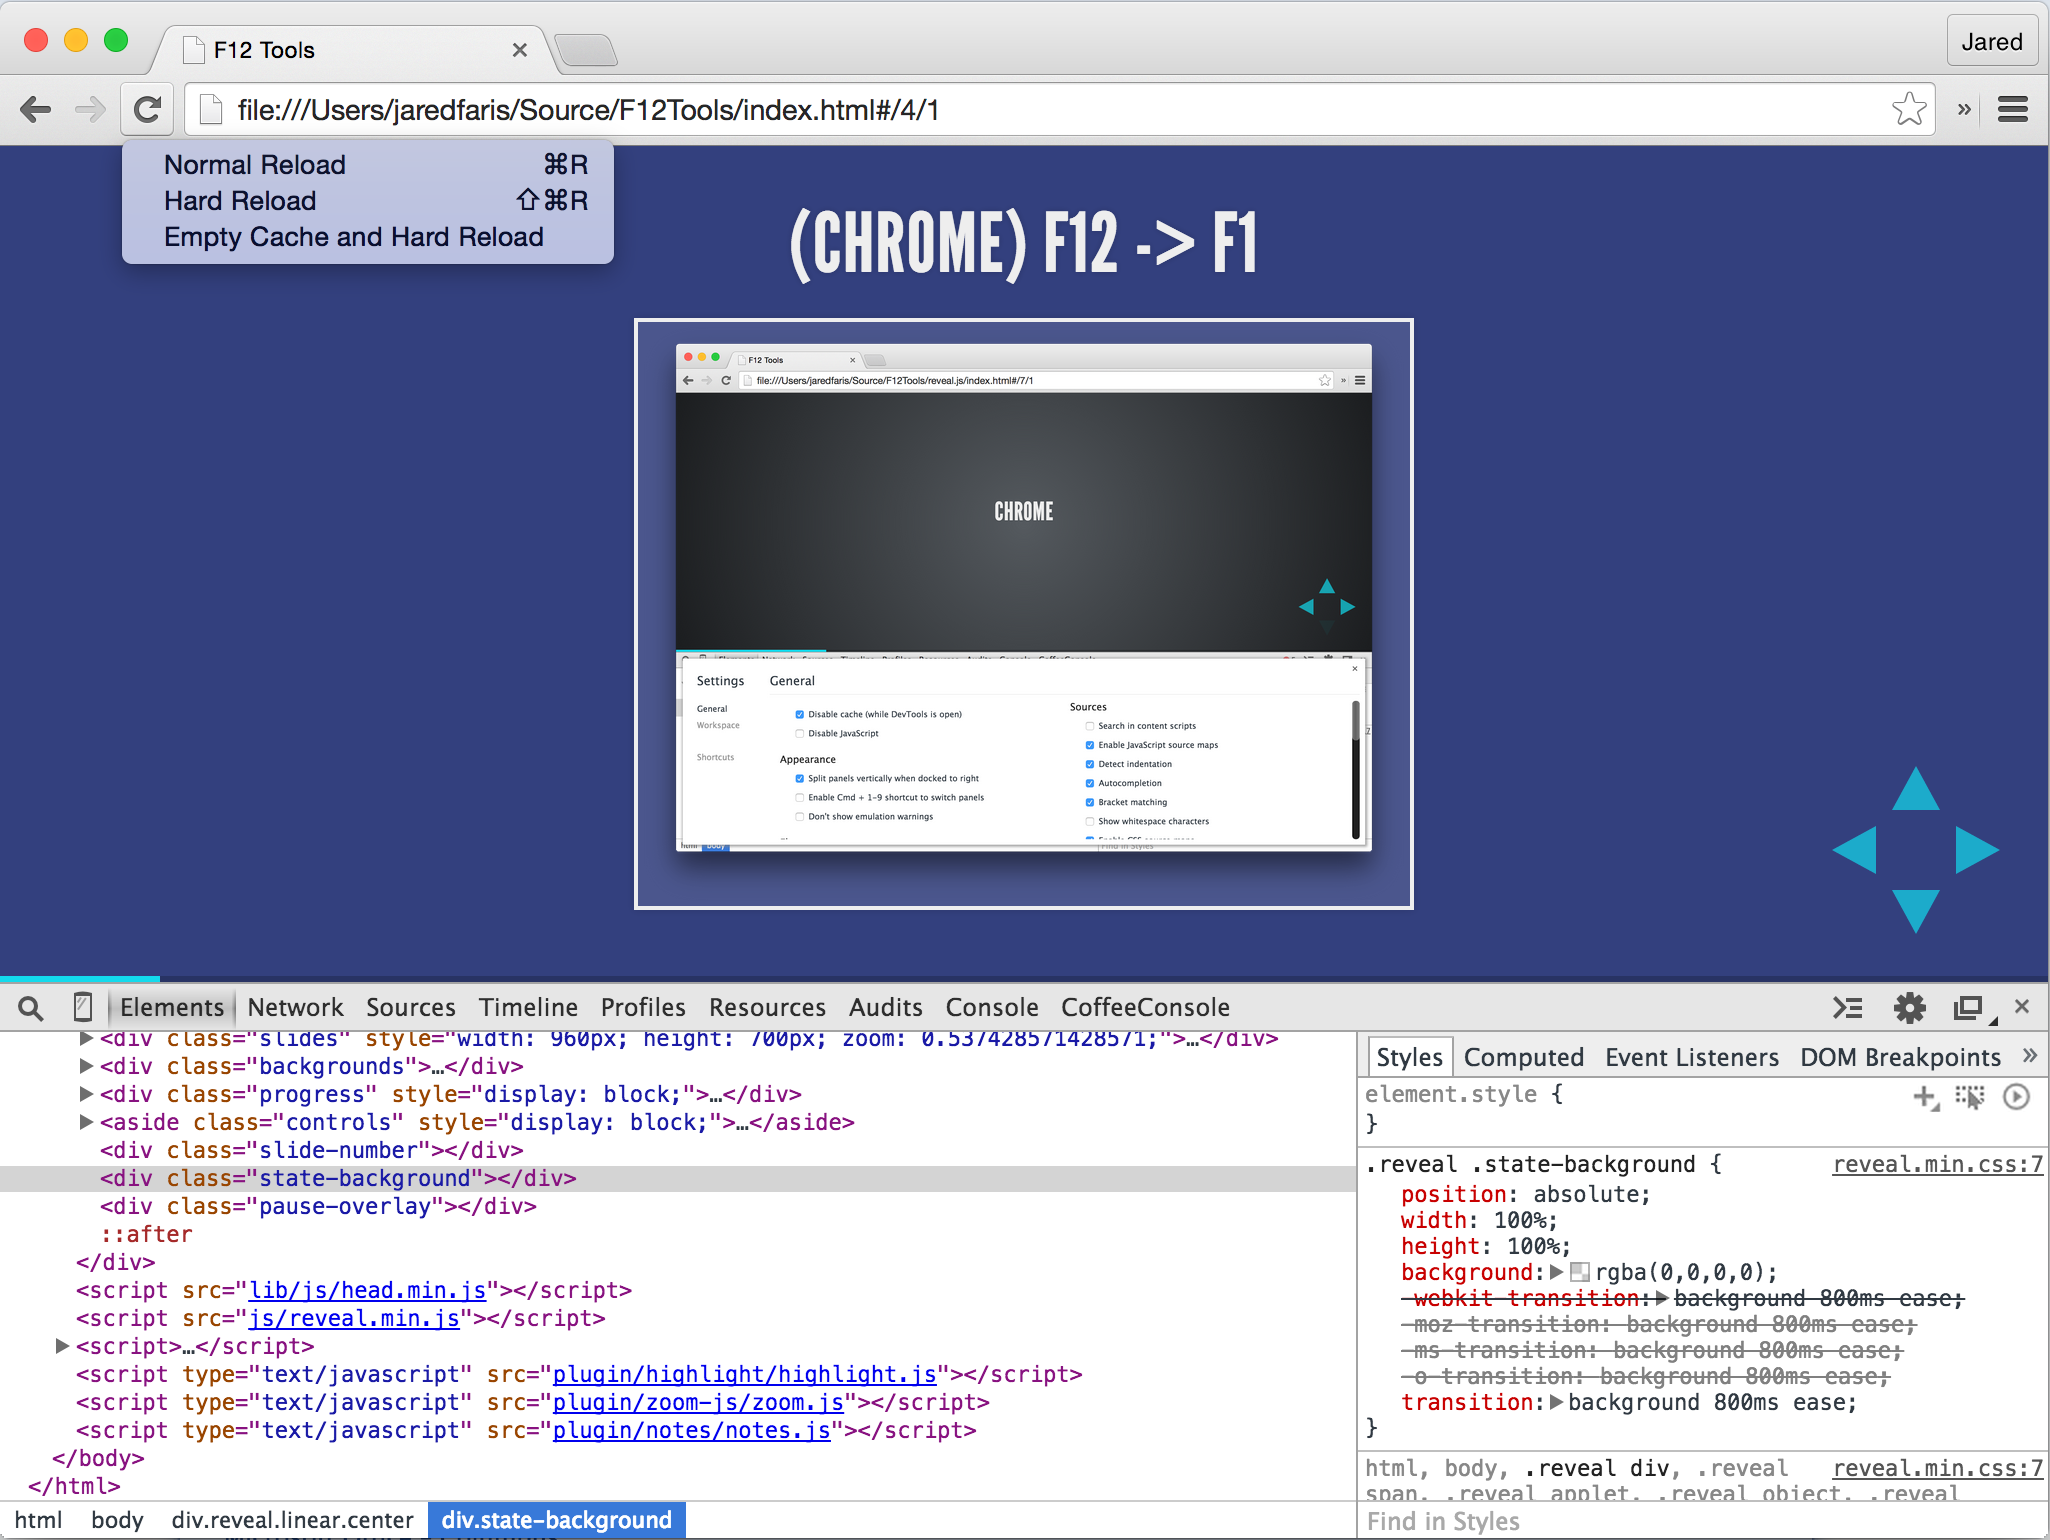 F12 Tools
Jared
file:///Users/jaredfaris/Source/F12Tools/index.html#/4/1
»
Normal Reload ⌘R
Hard Reload ⇧⌘R
Empty Cache and Hard Reload
(CHROME) F12 -> F1
F12 Tools
file:///Users/jaredfaris/Source/F12Tools/reveal.js/index.html#/7/1
CHROME
Settings General
General
Workspace
Shortcuts
Disable cache (while DevTools is open)
Disable JavaScript
Appearance
Split panels vertically when docked to right
Enable Cmd + 1-9 shortcut to switch panels
Don't show emulation warnings
Sources
Search in content scripts
Enable JavaScript source maps
Detect indentation
Autocompletion
Bracket matching
Show whitespace characters
Enable CSS source maps
html body Find in Styles
Elements Network Sources Timeline Profiles Resources Audits Console CoffeeConsole
<div class="slides" style="width: 960px; height: 700px; zoom: 0.537428571428571;">…</div>
<div class="backgrounds">…</div>
<div class="progress" style="display: block;">…</div>
<aside class="controls" style="display: block;">…</aside>
<div class="slide-number"></div>
<div class="state-background"></div>
<div class="pause-overlay"></div>
::after
</div>
<script src="lib/js/head.min.js"></script>
<script src="js/reveal.min.js"></script>
<script>…</script>
<script type="text/javascript" src="plugin/highlight/highlight.js"></script>
<script type="text/javascript" src="plugin/zoom-js/zoom.js"></script>
<script type="text/javascript" src="plugin/notes/notes.js"></script>
</body>
</html>
html body div.reveal.linear.center div.state-background
Styles Computed Event Listeners DOM Breakpoints »
element.style {
}
.reveal .state-background { reveal.min.css:7
position: absolute;
width: 100%;
height: 100%;
background: rgba(0,0,0,0);
-webkit-transition: background 800ms ease;
-moz-transition: background 800ms ease;
-ms-transition: background 800ms ease;
-o-transition: background 800ms ease;
transition: background 800ms ease;
}
html, body, .reveal div, .reveal reveal.min.css:7
span, .reveal applet, .reveal object, .reveal
Find in Styles